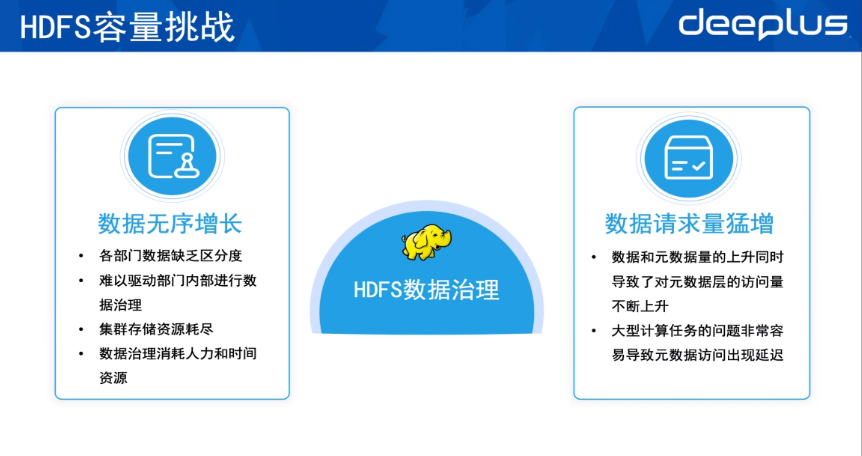 HDFS容量挑战
deeplus
数据无序增长
• 各部门数据缺乏区分度
• 难以驱动部门内部进行数
据治理
• 集群存储资源耗尽
• 数据治理消耗人力和时间
资源
HDFS数据治理
数据请求量猛增
• 数据和元数据量的上升同时
导致了对元数据层的访问量
不断上升
• 大型计算任务的问题非常容
易导致元数据访问出现延迟